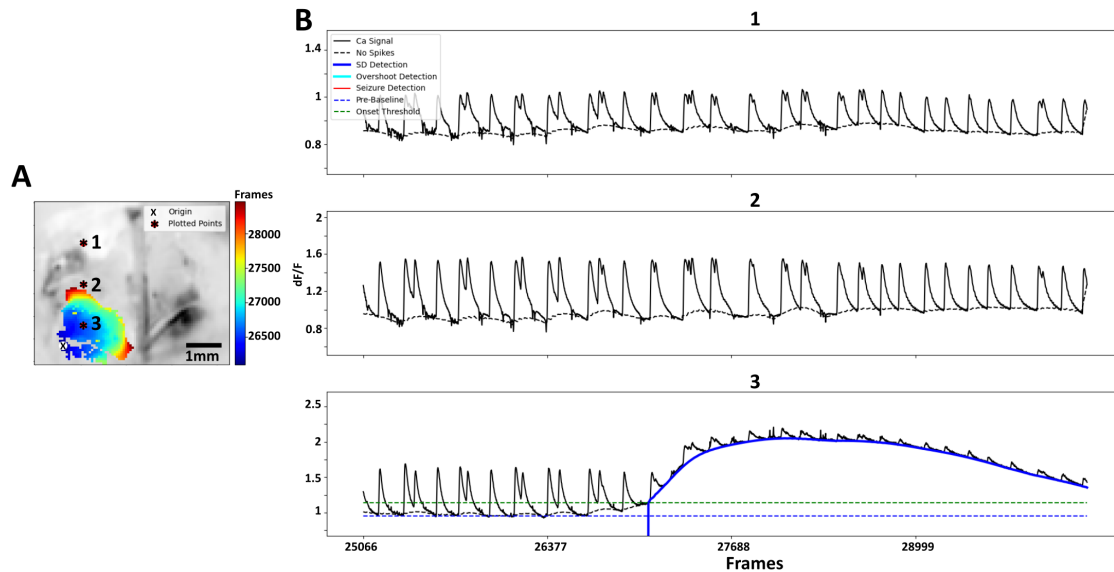 A
X Origin
* Plotted Points
1
2
3
1mm
Frames
28000
27500
27000
26500
X
B
1
Ca Signal
No Spikes
SD Detection
Overshoot Detection
Seizure Detection
Pre-Baseline
Onset Threshold
1.4
1
0.8
2
2
1.6
1.2
0.8
dF/F
3
2.5
2
1.5
1
25066 26377 27688 28999
Frames